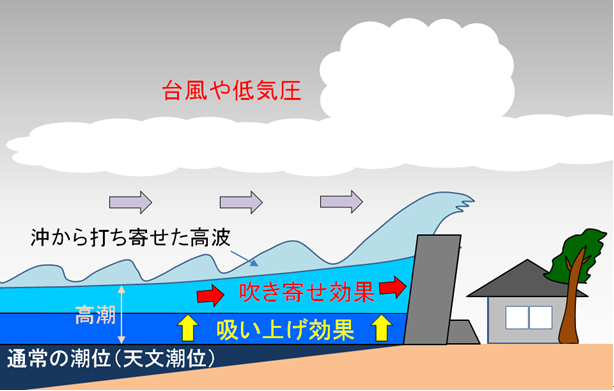 台風や低気圧
沖から打ち寄せた高波
吹き寄せ効果
高潮
吸い上げ効果
通常の潮位(天文潮位)